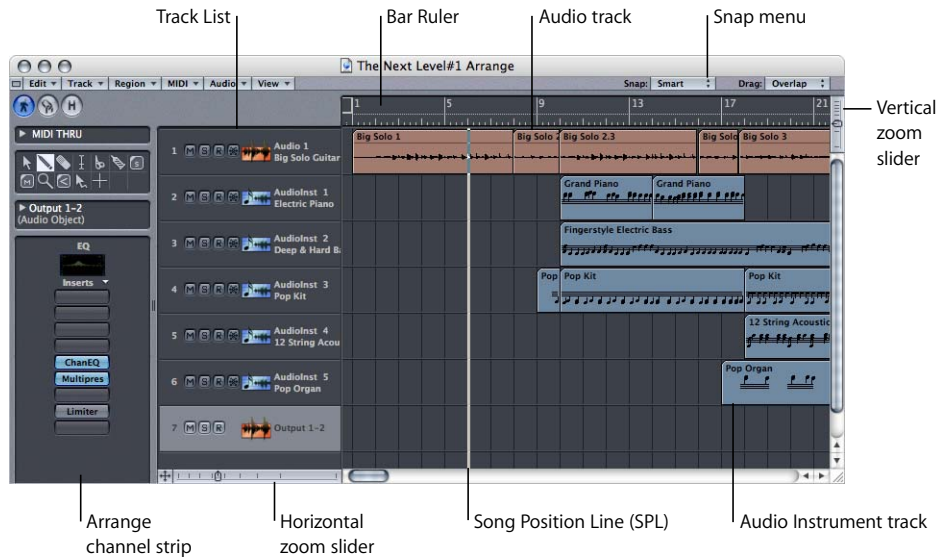 Track List
Bar Ruler
Audio track
Snap menu
The Next Level#1 Arrange
Edit Track Region MIDI Audio View
Snap: Smart Drag: Overlap
H
1 5 9 13 17 21
Vertical
zoom
slider
MIDI THRU
Output 1-2
(Audio Object)
EQ
Inserts
ChanEQ
Multipres
Limiter
1 M S R Audio 1
Big Solo Guitar
2 M S R AudioInst 1
Electric Piano
3 M S R AudioInst 2
Deep & Hard Ba
4 M S R AudioInst 3
Pop Kit
5 M S R AudioInst 4
12 String Acou
6 M S R AudioInst 5
Pop Organ
7 M S R Output 1-2
Big Solo 1
Big Solo 2
Big Solo 2.3
Big Solo
Big Solo 3
Grand Piano
Grand Piano
Fingerstyle Electric Bass
Pop
Pop Kit
Pop Kit
12 String Acoustic
Pop Organ
Arrange
channel strip
Horizontal
zoom slider
Song Position Line (SPL)
Audio Instrument track